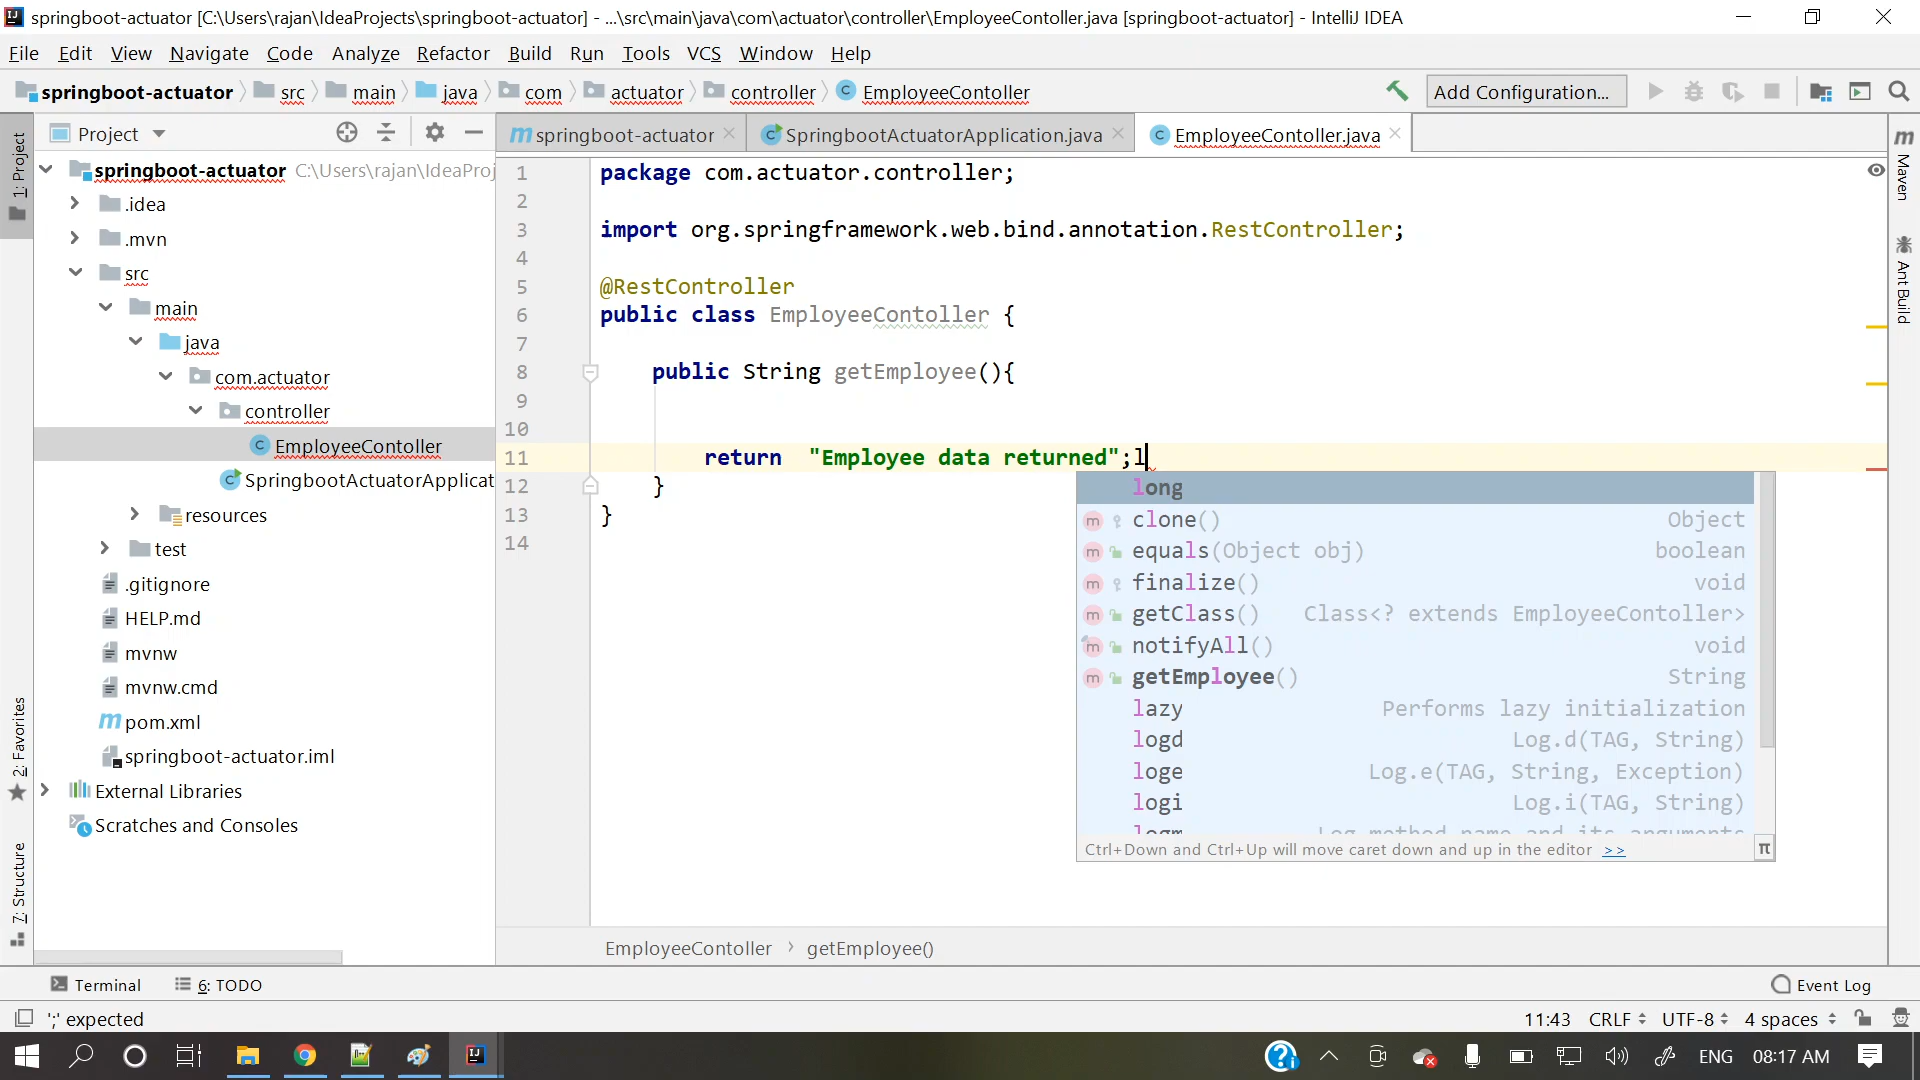 springboot-actuator [C:\Users\rajan\IdeaProjects\springboot-actuator] - ...\src\main\java\com\actuator\controller\EmployeeContoller.java [springboot-actuator] - IntelliJ IDEA
File Edit View Navigate Code Analyze Refactor Build Run Tools VCS Window Help
springboot-actuator src main java com actuator controller EmployeeContoller Add Configuration...
Project springboot-actuator SpringbootActuatorApplication.java EmployeeContoller.java
1: Project
2: Favorites
7: Structure
Maven
Ant Build
springboot-actuator C:\Users\rajan\IdeaProj
.idea
.mvn
src
main
java
com.actuator
controller
EmployeeContoller
SpringbootActuatorApplicat
resources
test
.gitignore
HELP.md
mvnw
mvnw.cmd
pom.xml
springboot-actuator.iml
External Libraries
Scratches and Consoles
1 package com.actuator.controller;
2
3 import org.springframework.web.bind.annotation.RestController;
4
5 @RestController
6 public class EmployeeContoller {
7
8 public String getEmployee(){
9
10
11 return "Employee data returned";l
12 }
13 }
14
long
clone() Object
equals(Object obj) boolean
finalize() void
getClass() Class<? extends EmployeeContoller>
notifyAll() void
getEmployee() String
lazy Performs lazy initialization
logd Log.d(TAG, String)
loge Log.e(TAG, String, Exception)
logi Log.i(TAG, String)
logm Log method name and its arguments
Ctrl+Down and Ctrl+Up will move caret down and up in the editor >>
EmployeeContoller › getEmployee()
Terminal 6: TODO Event Log
';' expected 11:43 CRLF UTF-8 4 spaces
ENG 08:17 AM